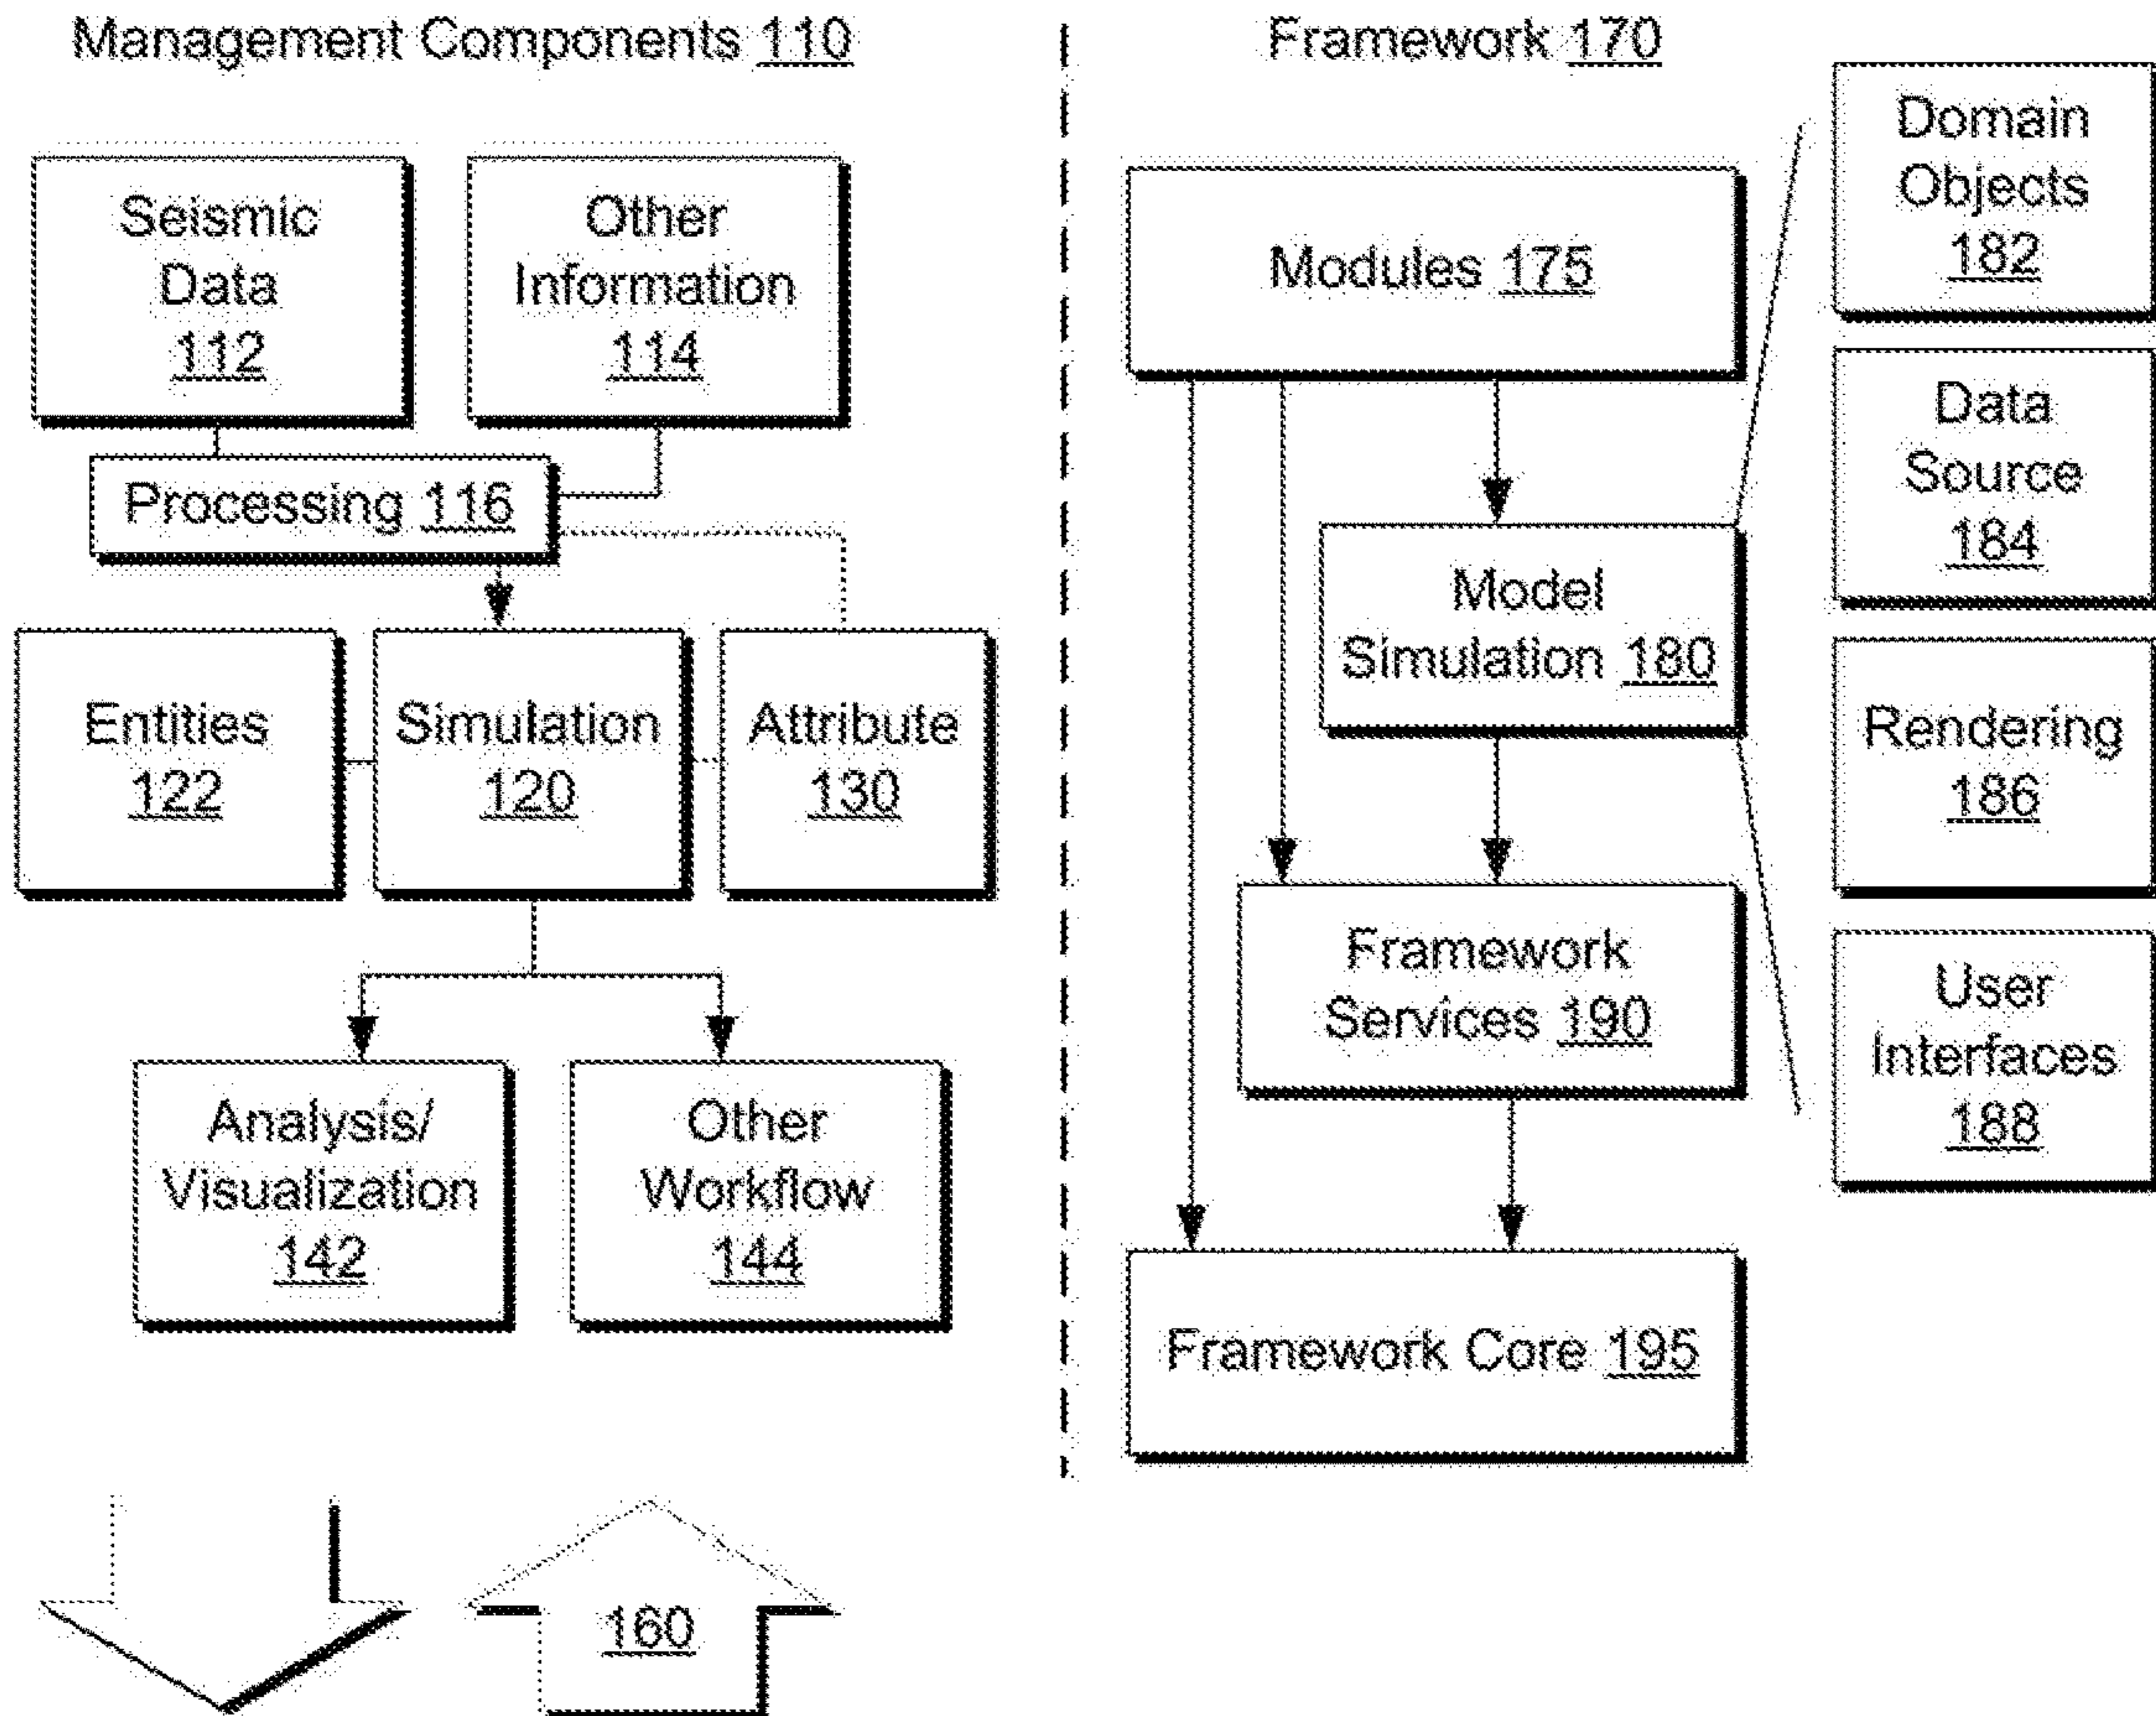 Management Components 110
Seismic
Data
112
Other
Information
114
Processing 116
Entities
122
Simulation
120
Attribute
130
Analysis/
Visualization
142
Other
Workflow
144
160
Framework 170
Modules 175
Model
Simulation 180
Framework
Services 190
Framework Core 195
Domain
Objects
182
Data
Source
184
Rendering
186
User
Interfaces
188